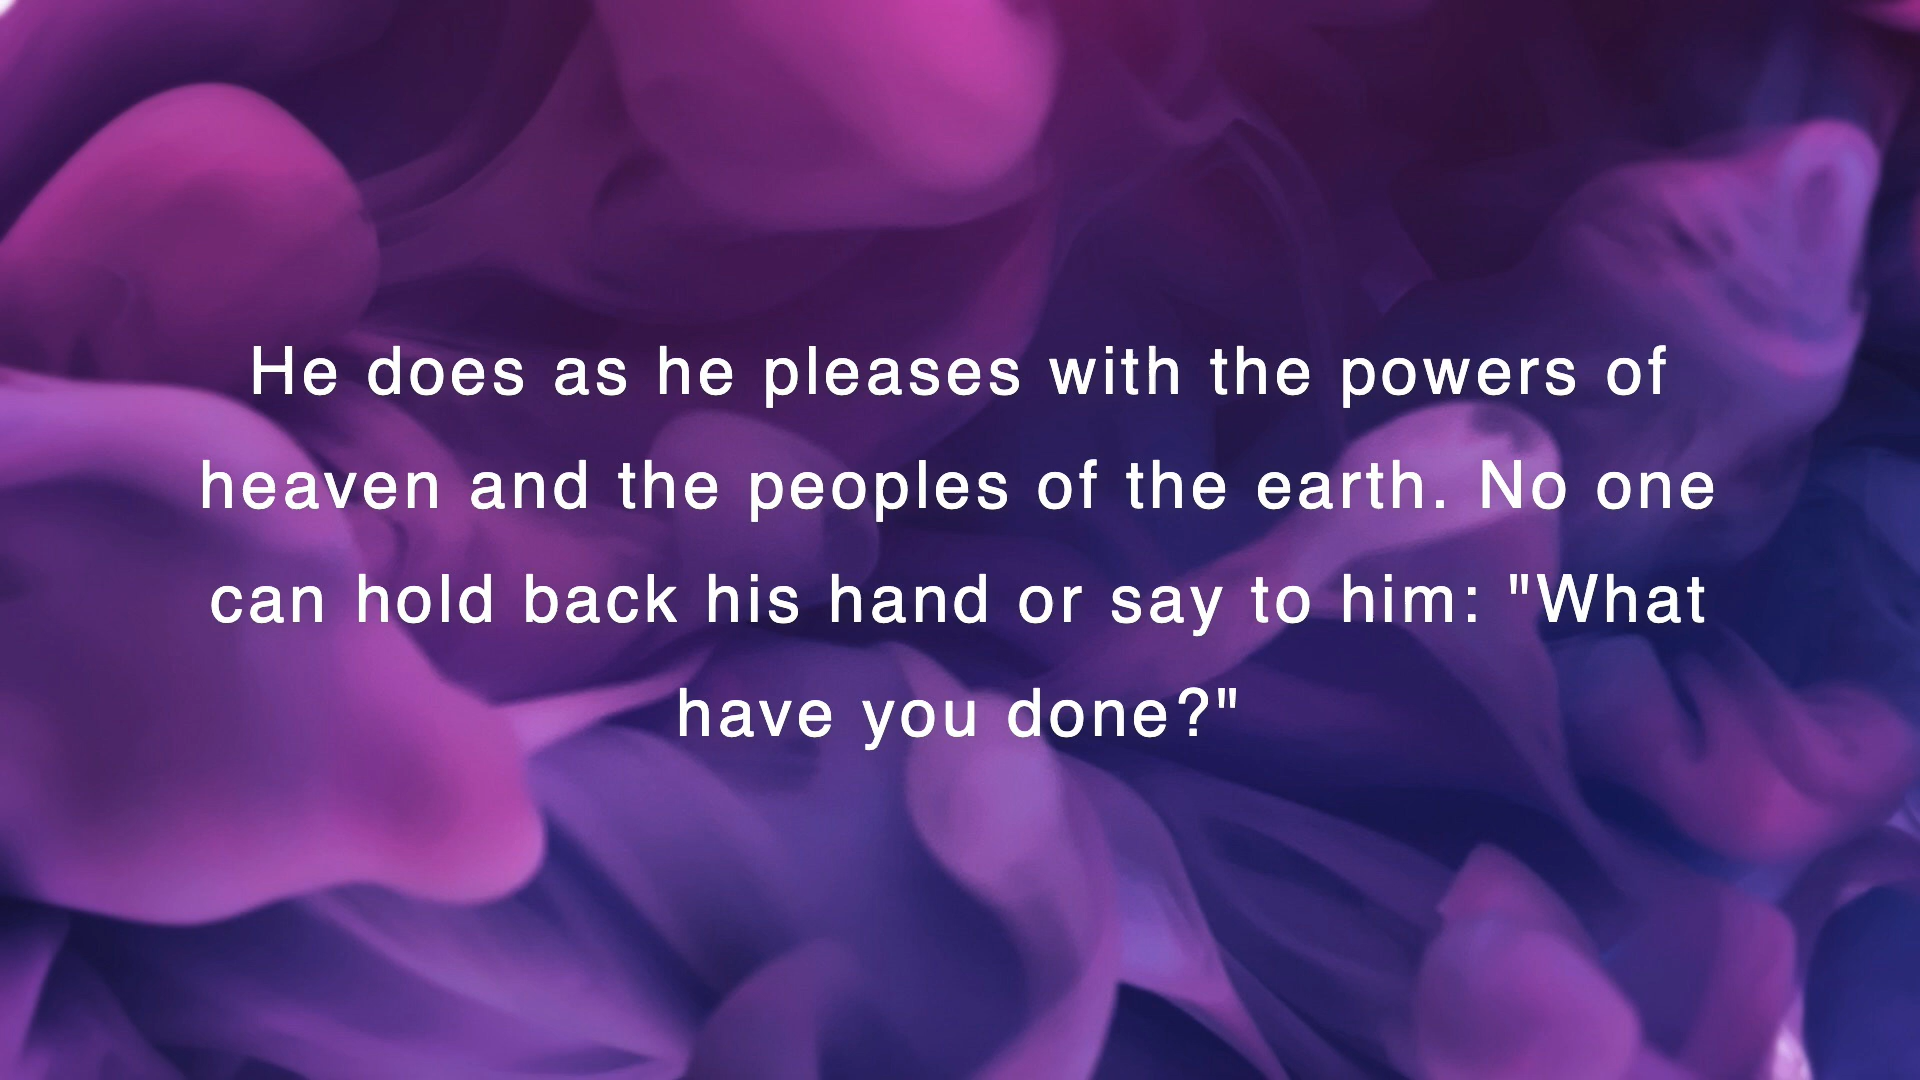 He does as he pleases with the powers of
heaven and the peoples of the earth. No one
can hold back his hand or say to him: "What
have you done?"